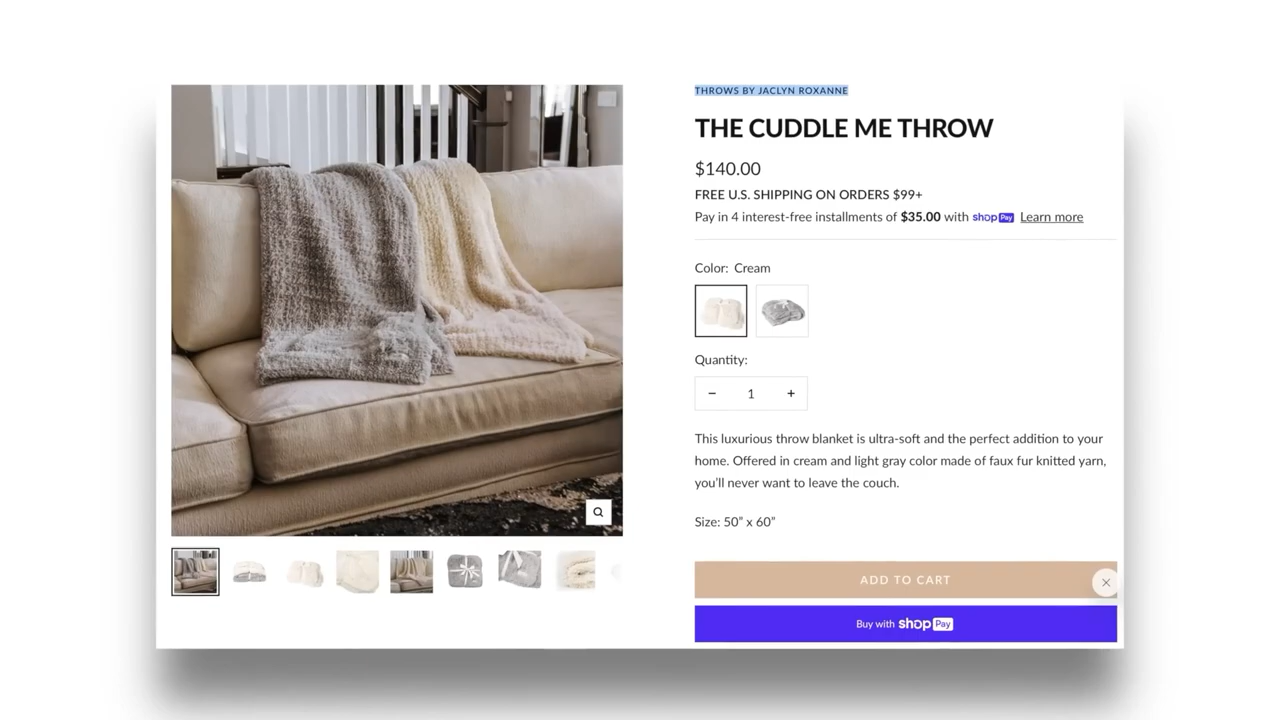 THROWS BY JACLYN ROXANNE
THE CUDDLE ME THROW
$140.00
FREE U.S. SHIPPING ON ORDERS $99+
Pay in 4 interest-free installments of $35.00 with shop Pay Learn more
Color: Cream
Quantity:
− 1 +
This luxurious throw blanket is ultra-soft and the perfect addition to your
home. Offered in cream and light gray color made of faux fur knitted yarn,
you’ll never want to leave the couch.
Size: 50” x 60”
ADD TO CART
Buy with shop Pay